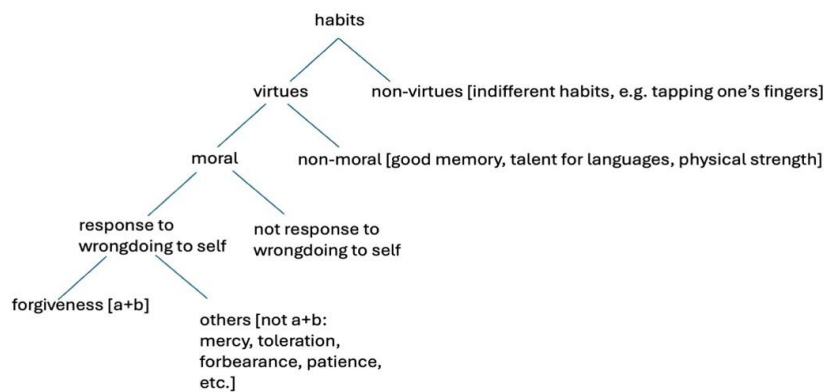 habits
virtues
non-virtues [indifferent habits, e.g. tapping one's fingers]
moral
non-moral [good memory, talent for languages, physical strength]
response to
wrongdoing to self
not response to
wrongdoing to self
forgiveness [a+b]
others [not a+b:
mercy, toleration,
forbearance, patience,
etc.]